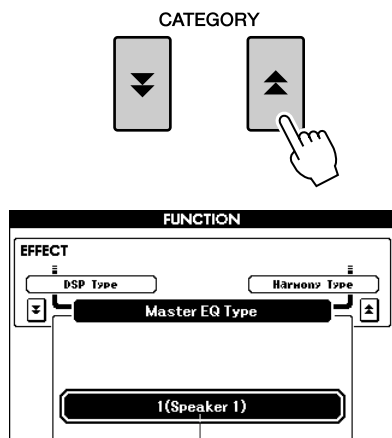 CATEGORY
FUNCTION
EFFECT
DSP Type
Harmony Type
Master EQ Type
1(Speaker 1)